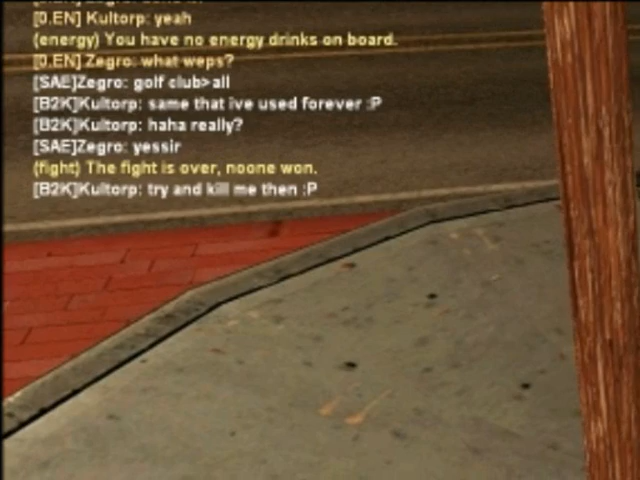 [0.EN] Kultorp: yeah
(energy) You have no energy drinks on board.
[0.EN] Zegro: what weps?
[SAE]Zegro: golf club>all
[B2K]Kultorp: same that ive used forever :P
[B2K]Kultorp: haha really?
[SAE]Zegro: yessir
(fight) The fight is over, noone won.
[B2K]Kultorp: try and kill me then :P